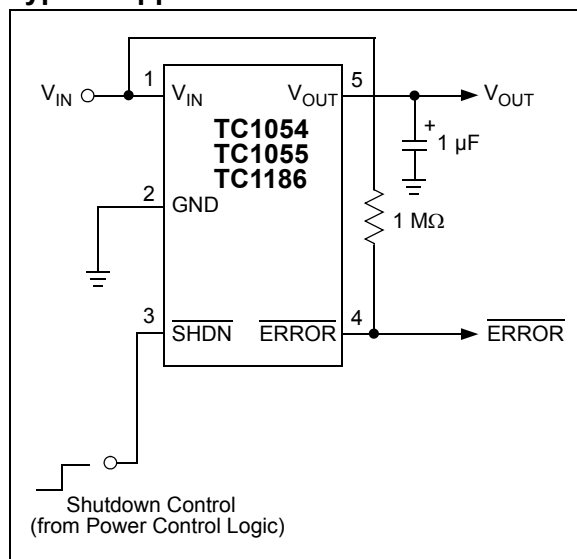 V_IN
1
V_IN
V_OUT
5
V_OUT
TC1054
TC1055
TC1186
+
1 µF
2
GND
1 MΩ
3
SHDN
ERROR
4
ERROR
Shutdown Control
(from Power Control Logic)